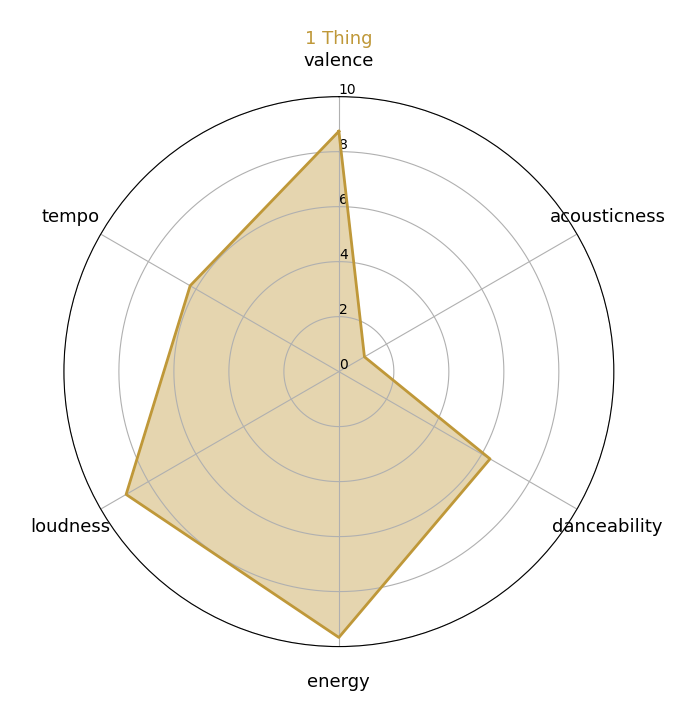 1 Thing
valence
10
8
tempo
acousticness
6
4
2
0
loudness
danceability
energy